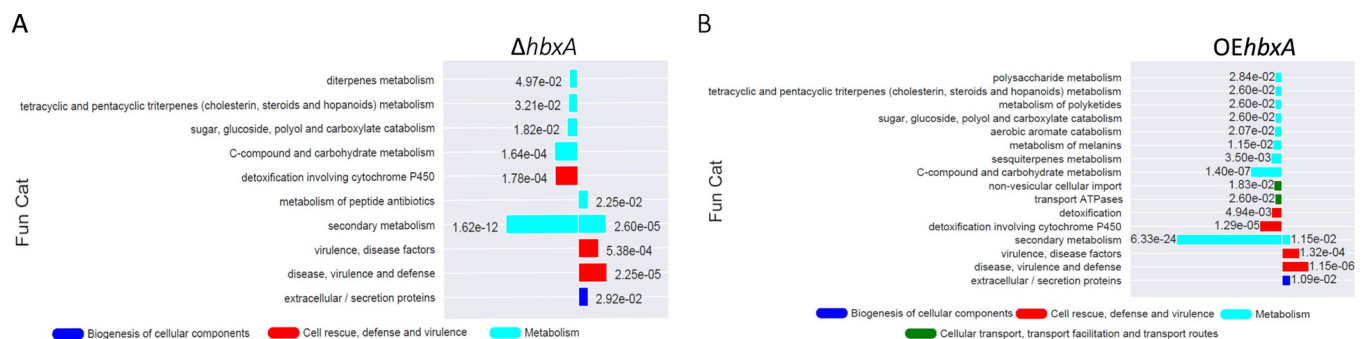 A
ΔhbxA
Fun Cat
diterpenes metabolism 4.97e-02
tetracyclic and pentacyclic triterpenes (cholesterin, steroids and hopanoids) metabolism 3.21e-02
sugar, glucoside, polyol and carboxylate catabolism 1.82e-02
C-compound and carbohydrate metabolism 1.64e-04
detoxification involving cytochrome P450 1.78e-04
metabolism of peptide antibiotics 2.25e-02
secondary metabolism 1.62e-12 2.60e-05
virulence, disease factors 5.38e-04
disease, virulence and defense 2.25e-05
extracellular / secretion proteins 2.92e-02
Biogenesis of cellular components Cell rescue, defense and virulence Metabolism
B
OEhbxA
Fun Cat
polysaccharide metabolism 2.84e-02
tetracyclic and pentacyclic triterpenes (cholesterin, steroids and hopanoids) metabolism 2.60e-02
metabolism of polyketides 2.60e-02
sugar, glucoside, polyol and carboxylate catabolism 2.60e-02
aerobic aromate catabolism 2.07e-02
metabolism of melanins 1.15e-02
sesquiterpenes metabolism 3.50e-03
C-compound and carbohydrate metabolism 1.40e-07
non-vesicular cellular import 1.83e-02
transport ATPases 2.60e-02
detoxification 4.94e-03
detoxification involving cytochrome P450 1.29e-05
secondary metabolism 6.33e-24 1.15e-02
virulence, disease factors 1.32e-04
disease, virulence and defense 1.15e-06
extracellular / secretion proteins 1.09e-02
Biogenesis of cellular components Cell rescue, defense and virulence Metabolism
Cellular transport, transport facilitation and transport routes